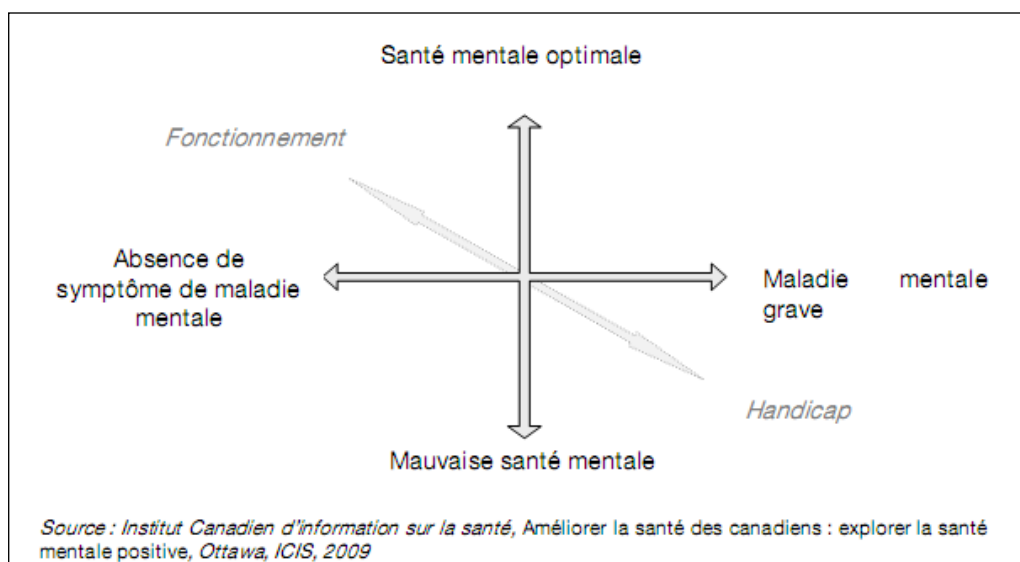 Santé mentale optimale
Fonctionnement
Absence de
symptôme de maladie
mentale
Maladie mentale
grave
Handicap
Mauvaise santé mentale
Source : Institut Canadien d'information sur la santé, Améliorer la santé des canadiens : explorer la santé
mentale positive, Ottawa, ICIS, 2009